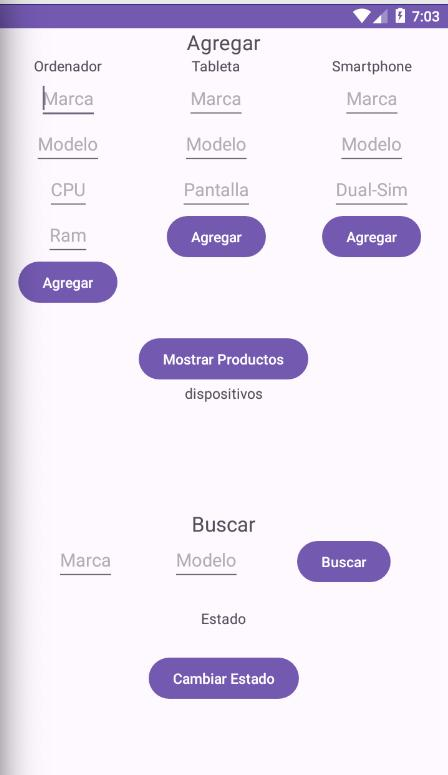 7:03
Agregar
Ordenador Tableta Smartphone
Marca Marca Marca
Modelo Modelo Modelo
CPU Pantalla Dual-Sim
Ram Agregar Agregar
Agregar
Mostrar Productos
dispositivos
Buscar
Marca Modelo Buscar
Estado
Cambiar Estado